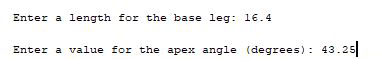 Enter a length for the base leg: 16.4
Enter a value for the apex angle (degrees): 43.25